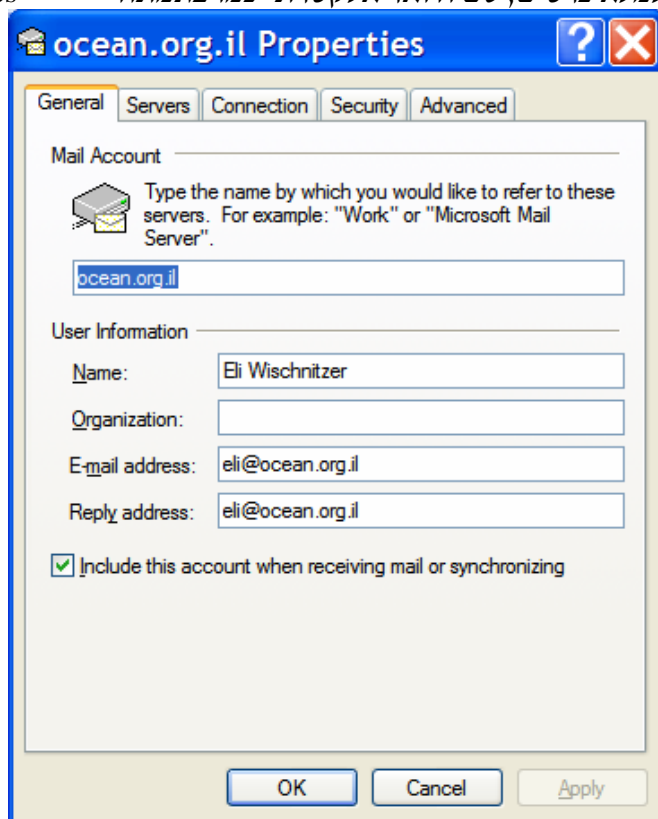 ocean.org.il Properties
General Servers Connection Security Advanced
Mail Account
Type the name by which you would like to refer to these
servers. For example: "Work" or "Microsoft Mail
Server".
ocean.org.il
User Information
Name: Eli Wischnitzer
Organization:
E-mail address: eli@ocean.org.il
Reply address: eli@ocean.org.il
Include this account when receiving mail or synchronizing
OK Cancel Apply